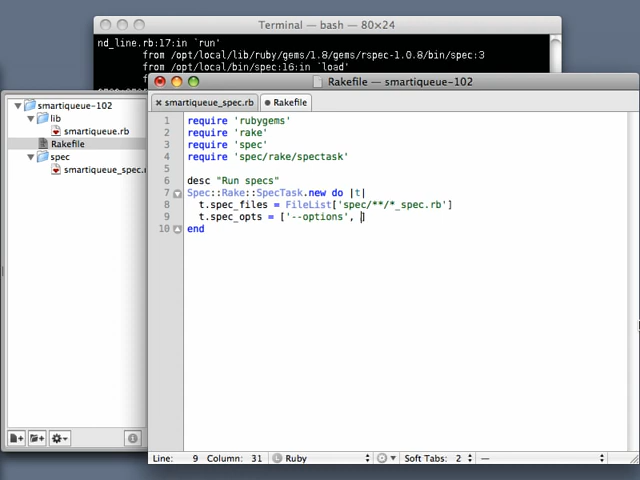 Terminal — bash — 80×24
nd_line.rb:17:in `run'
from /opt/local/lib/ruby/gems/1.8/gems/rspec-1.0.8/bin/spec:3
from /opt/local/bin/spec:16:in `load'
Rakefile — smartiqueue-102
smartiqueue_spec.rb
Rakefile
smartiqueue-102
lib
smartiqueue.rb
Rakefile
spec
smartiqueue_spec.r
1 require 'rubygems'
2 require 'rake'
3 require 'spec'
4 require 'spec/rake/spectask'
5
6 desc "Run specs"
7 Spec::Rake::SpecTask.new do |t|
8 t.spec_files = FileList['spec/**/*_spec.rb']
9 t.spec_opts = ['--options', ]
10 end
Line: 9 Column: 31 Ruby Soft Tabs: 2 —